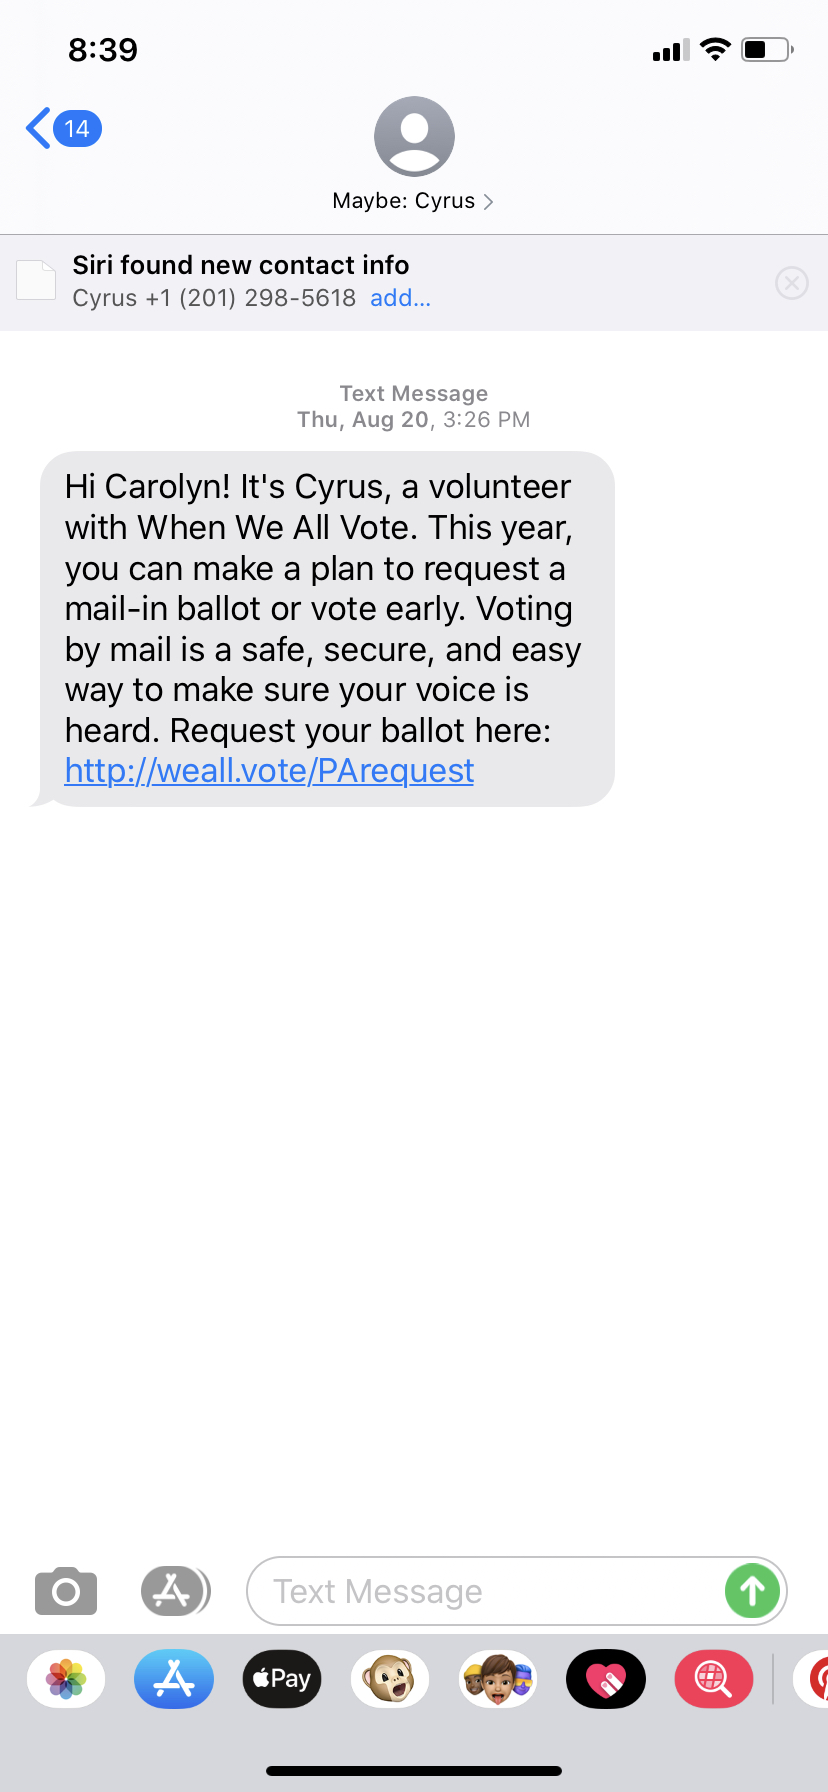 8:39
14
Maybe: Cyrus
Siri found new contact info
Cyrus +1 (201) 298-5618 add...
Text Message
Thu, Aug 20, 3:26 PM
Hi Carolyn! It's Cyrus, a volunteer
with When We All Vote. This year,
you can make a plan to request a
mail-in ballot or vote early. Voting
by mail is a safe, secure, and easy
way to make sure your voice is
heard. Request your ballot here:
http://weall.vote/PArequest
Text Message
Pay